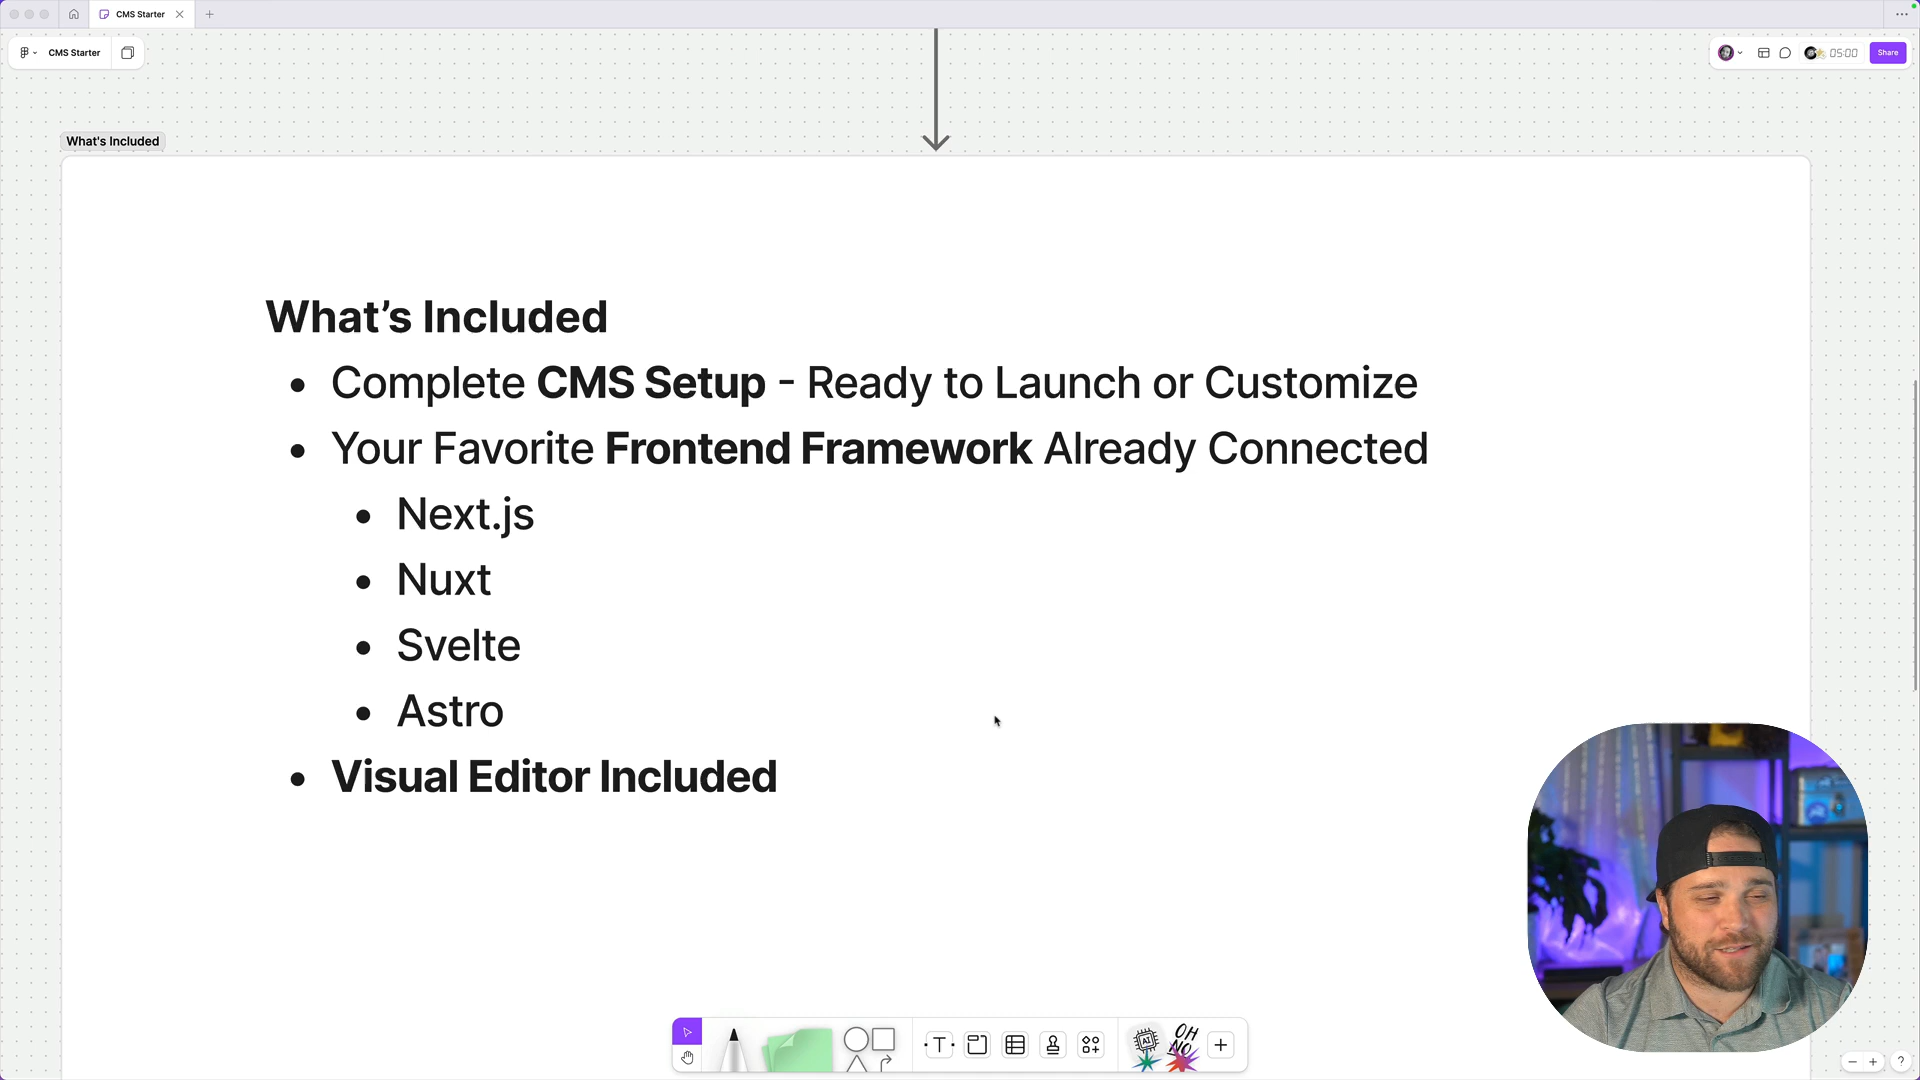 CMS Starter
CMS Starter
05:00
Share
What's Included
What’s Included
Complete CMS Setup - Ready to Launch or Customize
Your Favorite Frontend Framework Already Connected
Next.js
Nuxt
Svelte
Astro
Visual Editor Included
T
AI
OH
NO
?